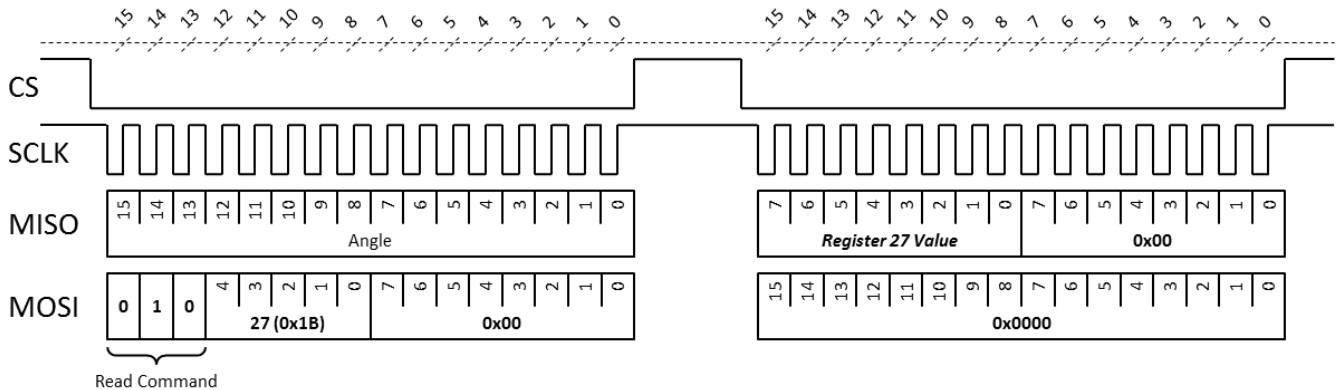 15 14 13 12 11 10 9 8 7 6 5 4 3 2 1 0 15 14 13 12 11 10 9 8 7 6 5 4 3 2 1 0
CS
SCLK
MISO 15 14 13 12 11 10 9 8 7 6 5 4 3 2 1 0 7 6 5 4 3 2 1 0 7 6 5 4 3 2 1 0
Angle Register 27 Value 0x00
MOSI 0 1 0 4 3 2 1 0 7 6 5 4 3 2 1 0 15 14 13 12 11 10 9 8 7 6 5 4 3 2 1 0
27 (0x1B) 0x00 0x0000
Read Command